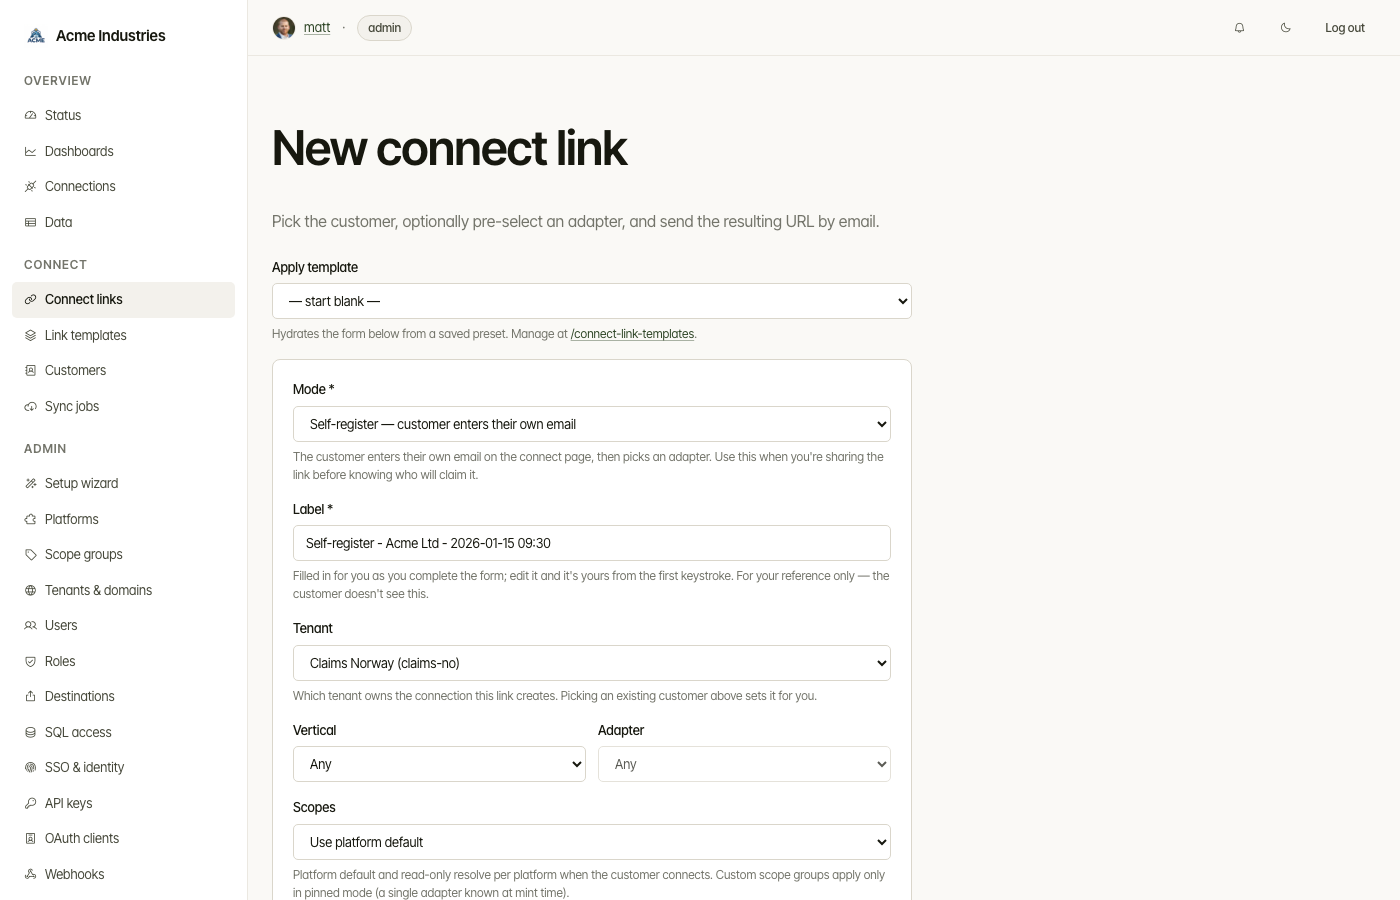 ACME
Acme Industries
OVERVIEW
Status
Dashboards
Connections
Data
CONNECT
Connect links
Link templates
Customers
Sync jobs
ADMIN
Setup wizard
Platforms
Scope groups
Tenants & domains
Users
Roles
Destinations
SQL access
SSO & identity
API keys
OAuth clients
Webhooks
matt · admin
Log out
New connect link
Pick the customer, optionally pre-select an adapter, and send the resulting URL by email.
Apply template
— start blank —
Hydrates the form below from a saved preset. Manage at /connect-link-templates.
Mode *
Self-register — customer enters their own email
The customer enters their own email on the connect page, then picks an adapter. Use this when you're sharing the
link before knowing who will claim it.
Label *
Self-register - Acme Ltd - 2026-01-15 09:30
Filled in for you as you complete the form; edit it and it's yours from the first keystroke. For your reference only — the
customer doesn't see this.
Tenant
Claims Norway (claims-no)
Which tenant owns the connection this link creates. Picking an existing customer above sets it for you.
Vertical
Adapter
Any
Any
Scopes
Use platform default
Platform default and read-only resolve per platform when the customer connects. Custom scope groups apply only
in pinned mode (a single adapter known at mint time).